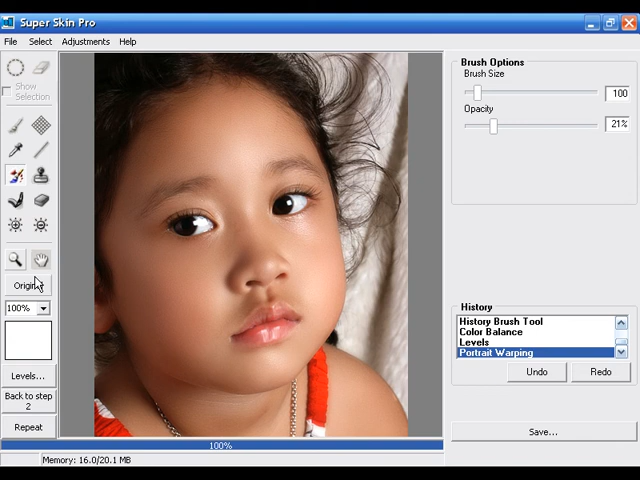 Super Skin Pro
File Select Adjustments Help
Show
Selection
Original
100%
Levels...
Back to step
2
Repeat
100%
Memory: 16.0/20.1 MB
Brush Options
Brush Size
100
Opacity
21%
History
History Brush Tool
Color Balance
Levels
Portrait Warping
Undo Redo
Save...